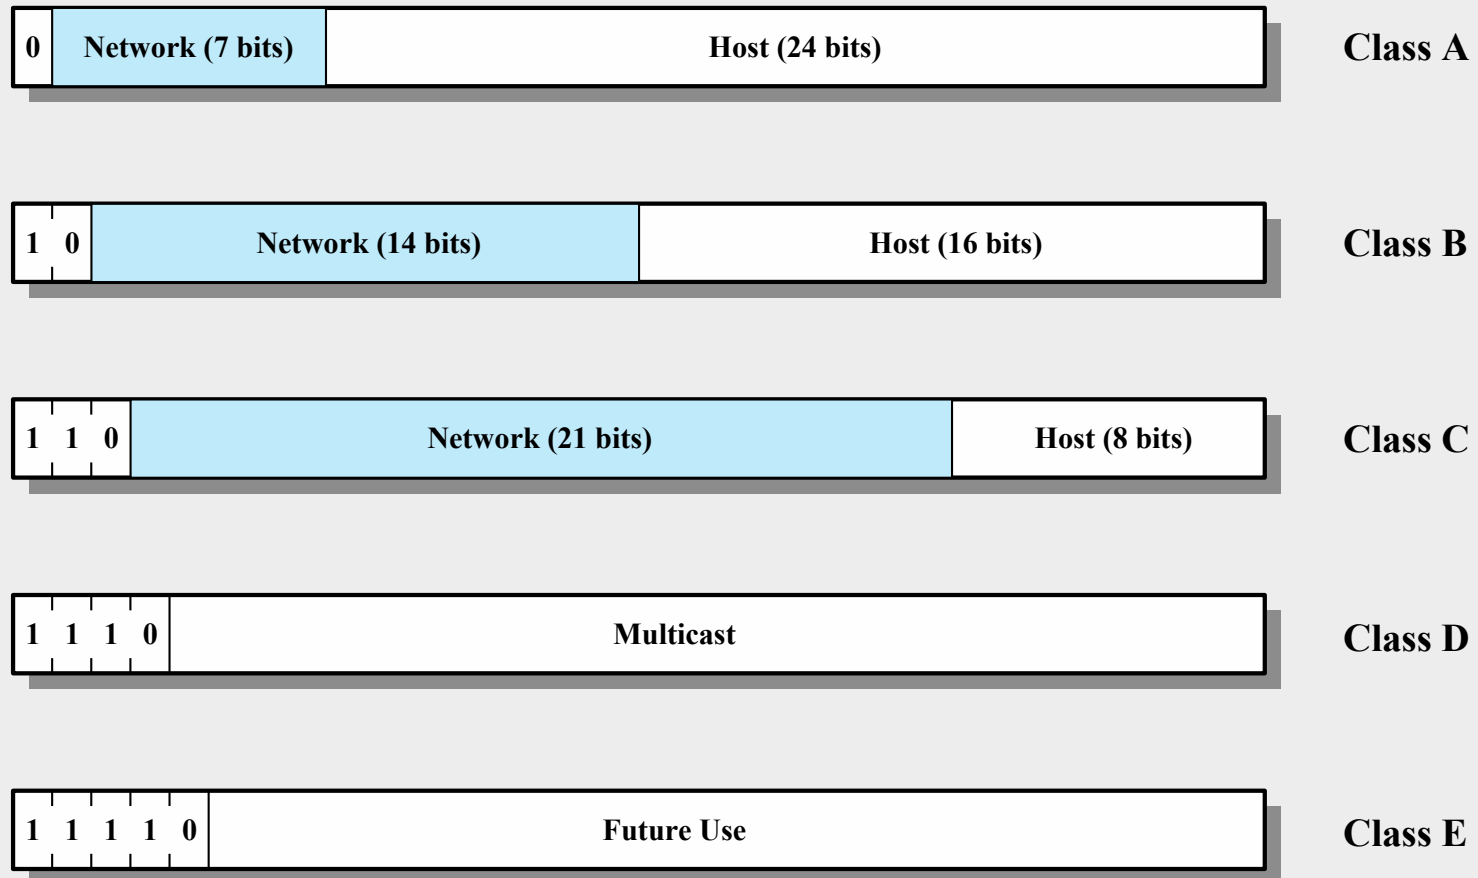 0 Network (7 bits) Host (24 bits) Class A
1 0 Network (14 bits) Host (16 bits) Class B
1 1 0 Network (21 bits) Host (8 bits) Class C
1 1 1 0 Multicast Class D
1 1 1 1 0 Future Use Class E